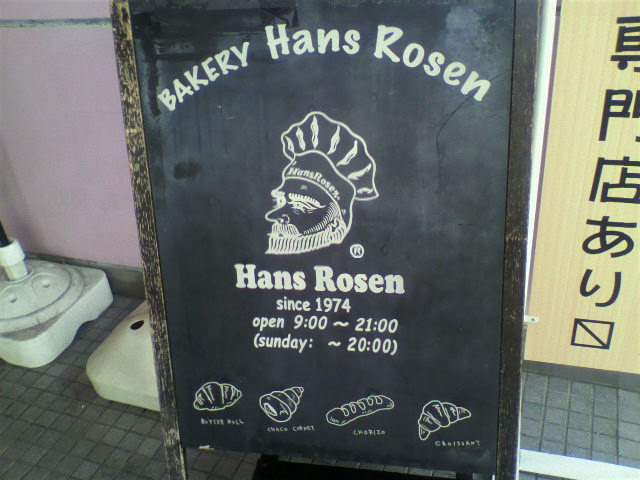 BAKERY Hans Rosen
HansRosen
®
Hans Rosen
since 1974
open 9:00 ~ 21:00
(sunday: ~ 20:00)
BUTTER ROLL
CHOCO CORNET
CHORIZO
CROISSANT
専門店あり